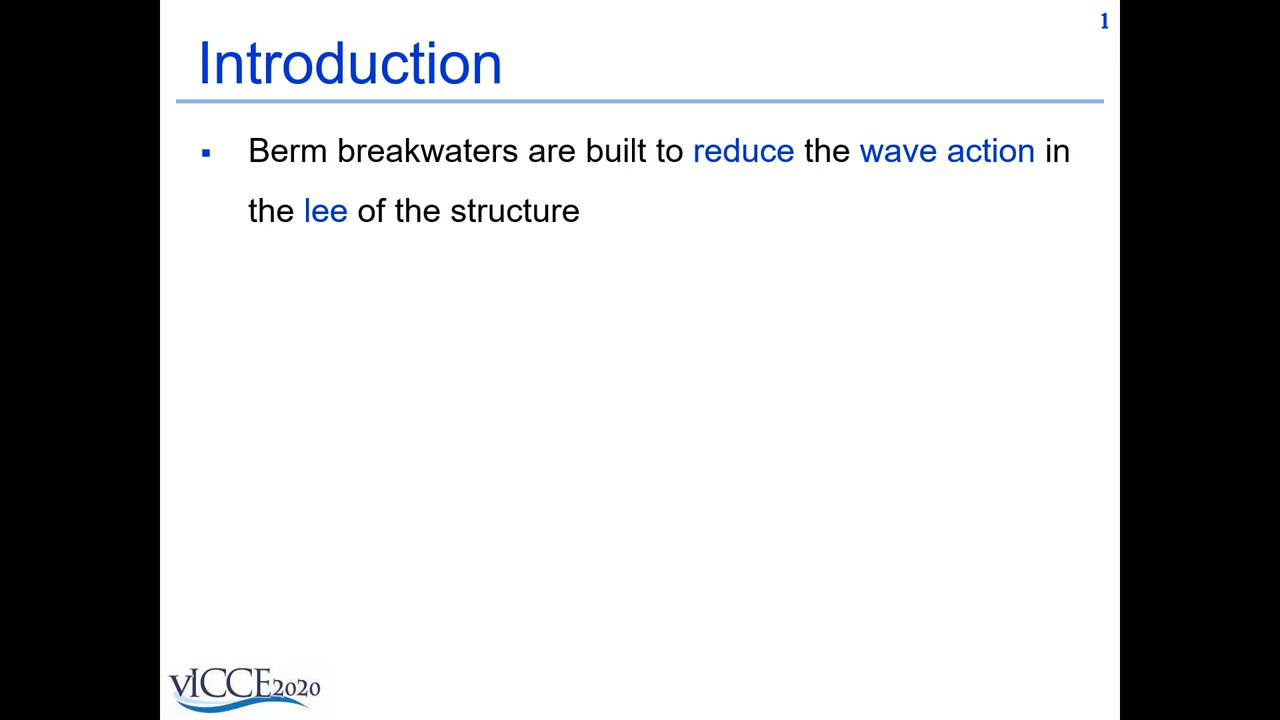 1
Introduction
▪ Berm breakwaters are built to reduce the wave action in
the lee of the structure
vICCE2020